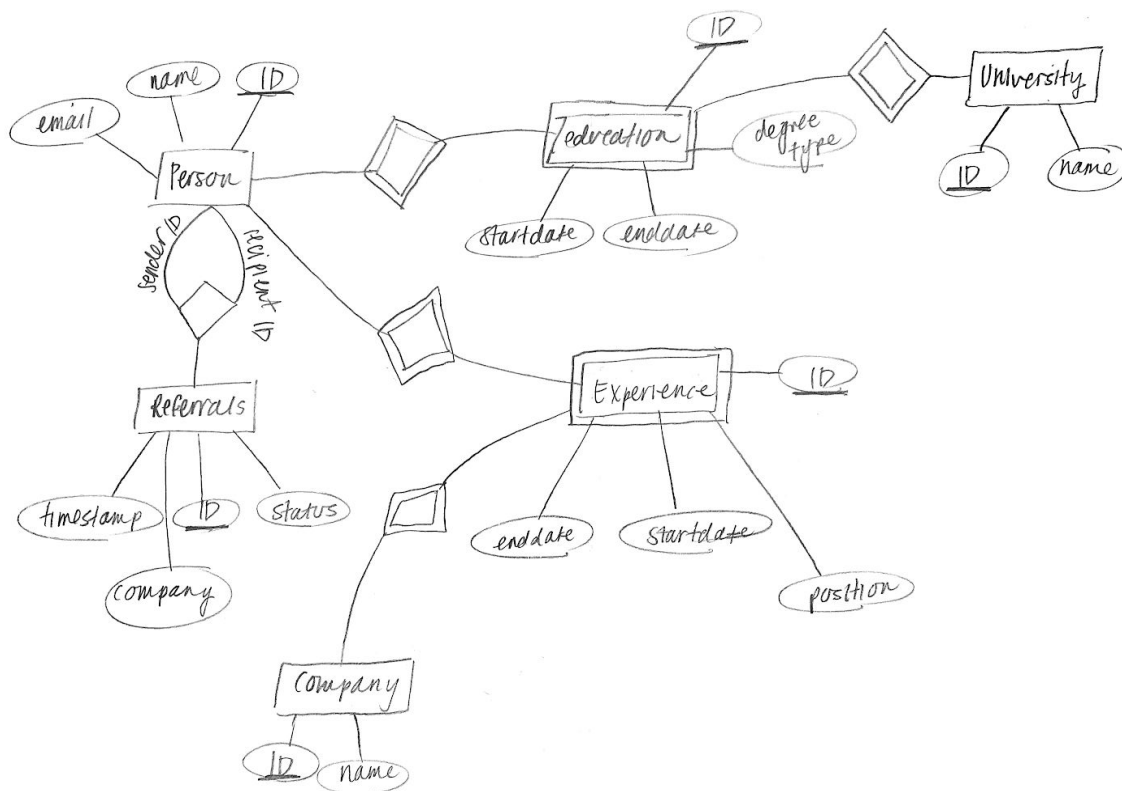 ID
name
ID
email
Person
education
degree
type
University
ID
name
startdate
enddate
sender ID
recipient
ID
Referrals
Experience
ID
timestamp
ID
status
company
enddate
startdate
position
Company
ID
name